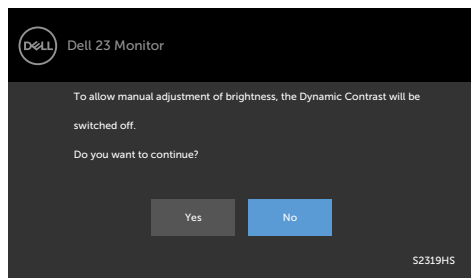 DELL Dell 23 Monitor
To allow manual adjustment of brightness, the Dynamic Contrast will be
switched off.
Do you want to continue?
Yes No
S2319HS